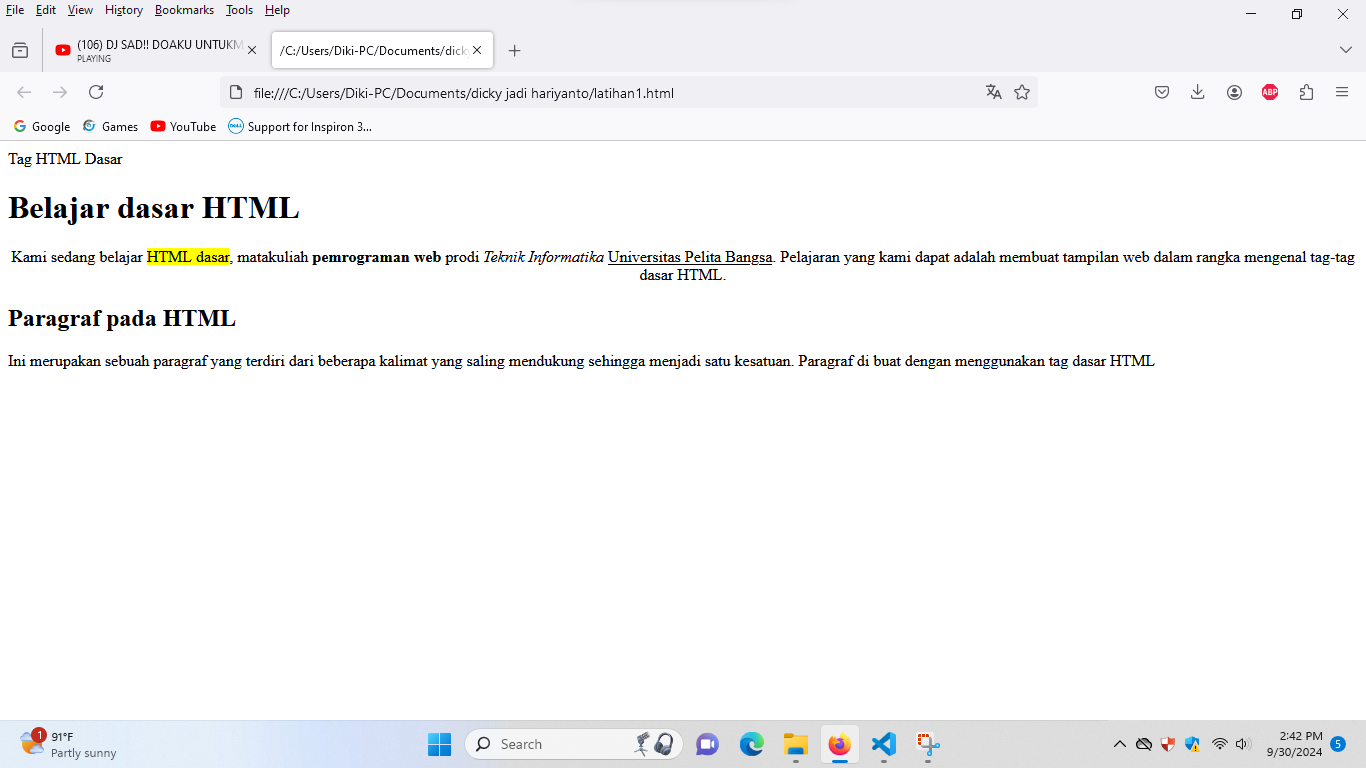 File Edit View History Bookmarks Tools Help
(106) DJ SAD!! DOAKU UNTUKM
PLAYING
/C:/Users/Diki-PC/Documents/dick
file:///C:/Users/Diki-PC/Documents/dicky jadi hariyanto/latihan1.html
ABP
Google Games YouTube Support for Inspiron 3...
Tag HTML Dasar
Belajar dasar HTML
Kami sedang belajar HTML dasar, matakuliah pemrograman web prodi Teknik Informatika Universitas Pelita Bangsa. Pelajaran yang kami dapat adalah membuat tampilan web dalam rangka mengenal tag-tag
dasar HTML.
Paragraf pada HTML
Ini merupakan sebuah paragraf yang terdiri dari beberapa kalimat yang saling mendukung sehingga menjadi satu kesatuan. Paragraf di buat dengan menggunakan tag dasar HTML
1
91°F
Partly sunny
Search
2:42 PM
9/30/2024
5